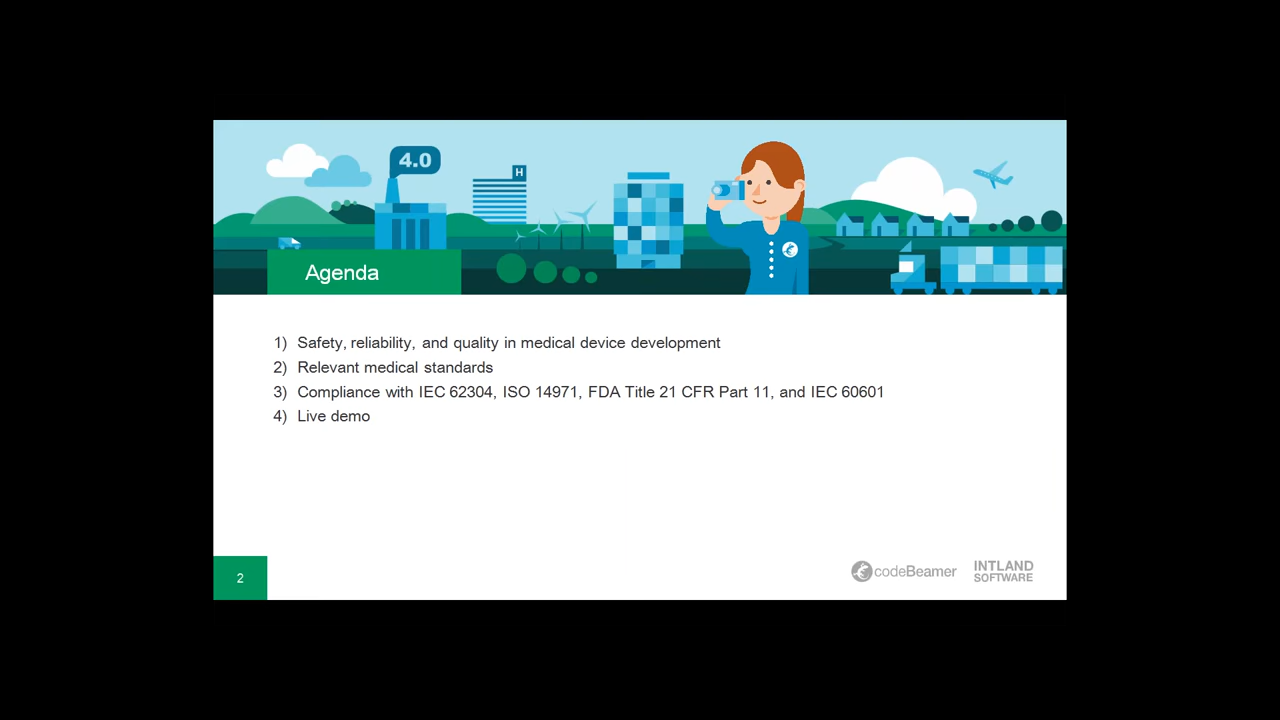 4.0
H
Agenda
1) Safety, reliability, and quality in medical device development
2) Relevant medical standards
3) Compliance with IEC 62304, ISO 14971, FDA Title 21 CFR Part 11, and IEC 60601
4) Live demo
2
codeBeamer
INTLAND
SOFTWARE